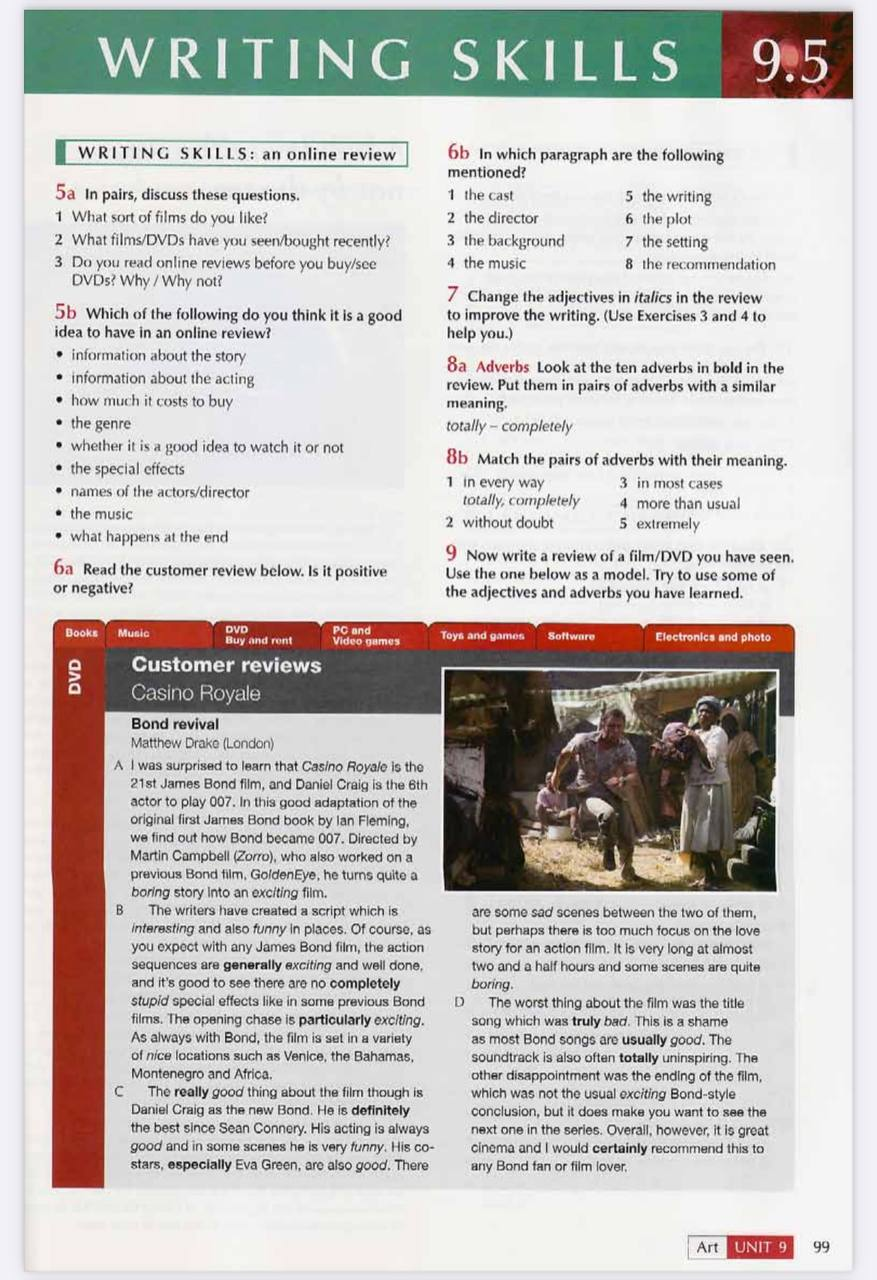 WRITING SKILLS 9.5
WRITING SKILLS: an online review
5a In pairs, discuss these questions.
1 What sort of films do you like?
2 What films/DVDs have you seen/bought recently?
3 Do you read online reviews before you buy/see
DVDs? Why / Why not?
5b Which of the following do you think it is a good
idea to have in an online review?
• information about the story
• information about the acting
• how much it costs to buy
• the genre
• whether it is a good idea to watch it or not
• the special effects
• names of the actors/director
• the music
• what happens at the end
6a Read the customer review below. Is it positive
or negative?
6b In which paragraph are the following
mentioned?
1 the cast
2 the director
3 the background
4 the music
5 the writing
6 the plot
7 the setting
8 the recommendation
7 Change the adjectives in italics in the review
to improve the writing. (Use Exercises 3 and 4 to
help you.)
8a Adverbs Look at the ten adverbs in bold in the
review. Put them in pairs of adverbs with a similar
meaning.
totally – completely
8b Match the pairs of adverbs with their meaning.
1 in every way
totally, completely
2 without doubt
3 in most cases
4 more than usual
5 extremely
9 Now write a review of a film/DVD you have seen.
Use the one below as a model. Try to use some of
the adjectives and adverbs you have learned.
Books
Music
DVD
Buy and rent
PC and
Video games
Toys and games
Software
Electronics and photo
DVD
Customer reviews
Casino Royale
Bond revival
Matthew Drake (London)
A I was surprised to learn that Casino Royale is the
21st James Bond film, and Daniel Craig is the 6th
actor to play 007. In this good adaptation of the
original first James Bond book by Ian Fleming,
we find out how Bond became 007. Directed by
Martin Campbell (Zorro), who also worked on a
previous Bond film, GoldenEye, he turns quite a
boring story into an exciting film.
B The writers have created a script which is
interesting and also funny in places. Of course, as
you expect with any James Bond film, the action
sequences are generally exciting and well done,
and it's good to see there are no completely
stupid special effects like in some previous Bond
films. The opening chase is particularly exciting.
As always with Bond, the film is set in a variety
of nice locations such as Venice, the Bahamas,
Montenegro and Africa.
C The really good thing about the film though is
Daniel Craig as the new Bond. He is definitely
the best since Sean Connery. His acting is always
good and in some scenes he is very funny. His co-
stars, especially Eva Green, are also good. There
are some sad scenes between the two of them,
but perhaps there is too much focus on the love
story for an action film. It is very long at almost
two and a half hours and some scenes are quite
boring.
D The worst thing about the film was the title
song which was truly bad. This is a shame
as most Bond songs are usually good. The
soundtrack is also often totally uninspiring. The
other disappointment was the ending of the film,
which was not the usual exciting Bond-style
conclusion, but it does make you want to see the
next one in the series. Overall, however, it is great
cinema and I would certainly recommend this to
any Bond fan or film lover.
Art UNIT 9 99